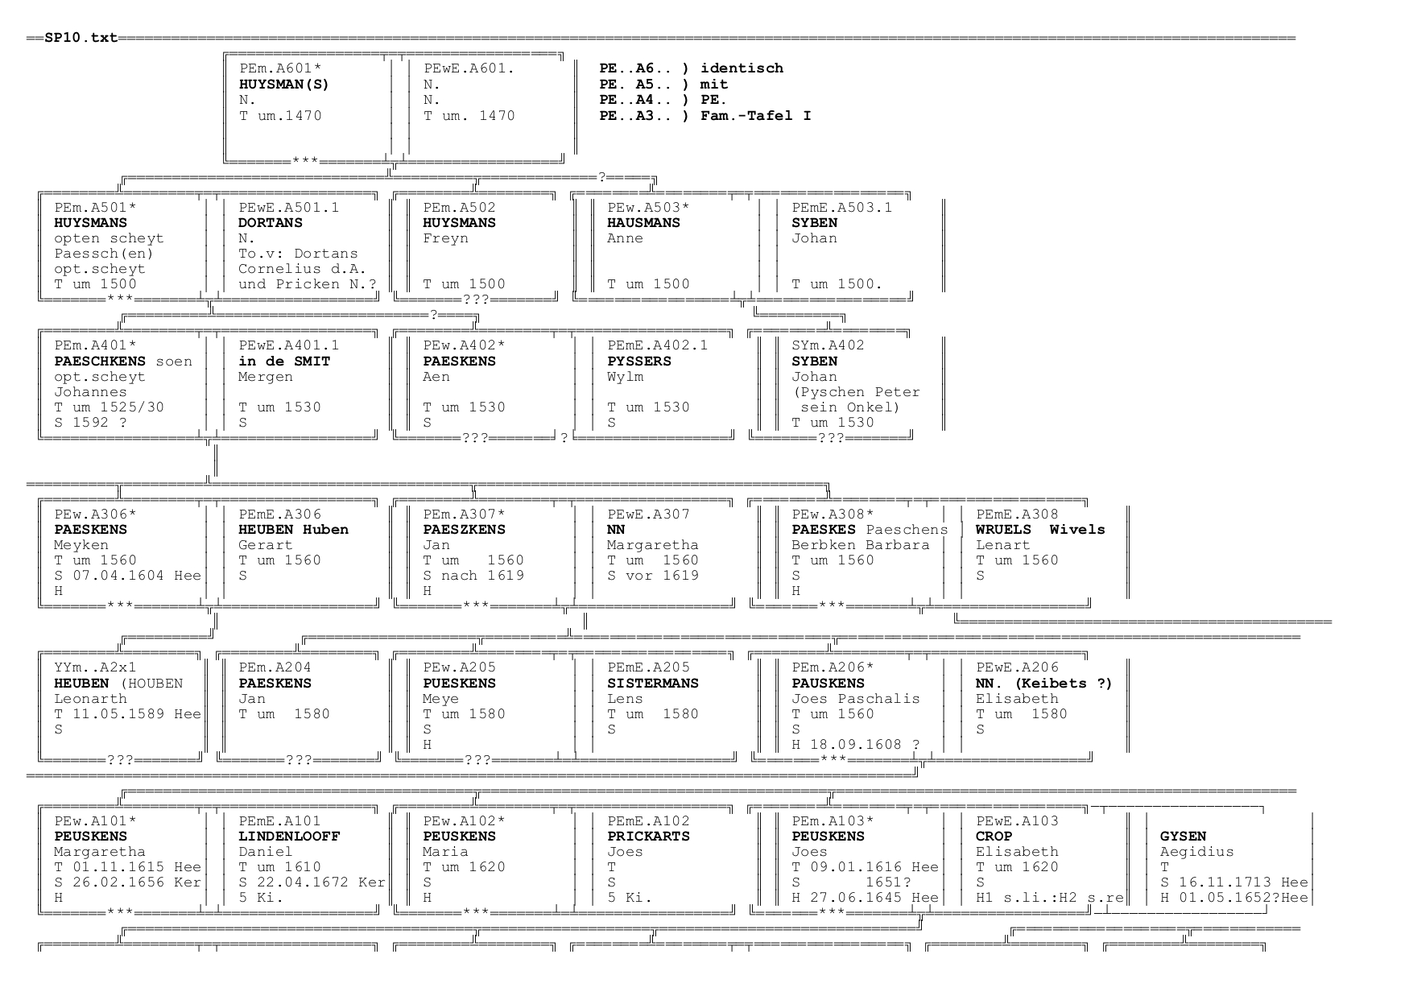 SP10.txt
PEm.A601* PEwE.A601. PE..A6.. ) identisch
HUYSMAN(S) N. PE. A5.. ) mit
N. N. PE..A4.. ) PE.
T um.1470 T um. 1470 PE..A3.. ) Fam.-Tafel I
***
?
PEm.A501* PEwE.A501.1 PEm.A502 PEw.A503* PEmE.A503.1
HUYSMANS DORTANS HUYSMANS HAUSMANS SYBEN
opten scheyt N. Freyn Anne Johan
Paessch(en) To.v: Dortans
opt.scheyt Cornelius d.A.
T um 1500 und Pricken N.? T um 1500 T um 1500 T um 1500.
*** ???
?
PEm.A401* PEwE.A401.1 PEw.A402* PEmE.A402.1 SYm.A402
PAESCHKENS soen in de SMIT PAESKENS PYSSERS SYBEN
opt.scheyt Mergen Aen Wylm Johan
Johannes (Pyschen Peter
T um 1525/30 T um 1530 T um 1530 T um 1530 sein Onkel)
S 1592 ? S S S T um 1530
??? ? ???
PEw.A306* PEmE.A306 PEm.A307* PEwE.A307 PEw.A308* PEmE.A308
PAESKENS HEUBEN Huben PAESZKENS NN PAESKES Paeschens WRUELS Wivels
Meyken Gerart Jan Margaretha Berbken Barbara Lenart
T um 1560 T um 1560 T um 1560 T um 1560 T um 1560 T um 1560
S 07.04.1604 Hee S S nach 1619 S vor 1619 S S
H H H
*** *** ***
YYm..A2x1 PEm.A204 PEw.A205 PEmE.A205 PEm.A206* PEwE.A206
HEUBEN (HOUBEN PAESKENS PUESKENS SISTERMANS PAUSKENS NN. (Keibets ?)
Leonarth Jan Meye Lens Joes Paschalis Elisabeth
T 11.05.1589 Hee T um 1580 T um 1580 T um 1580 T um 1560 T um 1580
S S S S S
H H 18.09.1608 ?
??? ??? ??? ***
PEw.A101* PEmE.A101 PEw.A102* PEmE.A102 PEm.A103* PEwE.A103
PEUSKENS LINDENLOOFF PEUSKENS PRICKARTS PEUSKENS CROP GYSEN
Margaretha Daniel Maria Joes Joes Elisabeth Aegidius
T 01.11.1615 Hee T um 1610 T um 1620 T T 09.01.1616 Hee T um 1620 T
S 26.02.1656 Ker S 22.04.1672 Ker S S S 1651? S S 16.11.1713 Hee
H 5 Ki. H 5 Ki. H 27.06.1645 Hee H1 s.li.:H2 s.re H 01.05.1652?Hee
*** *** ***